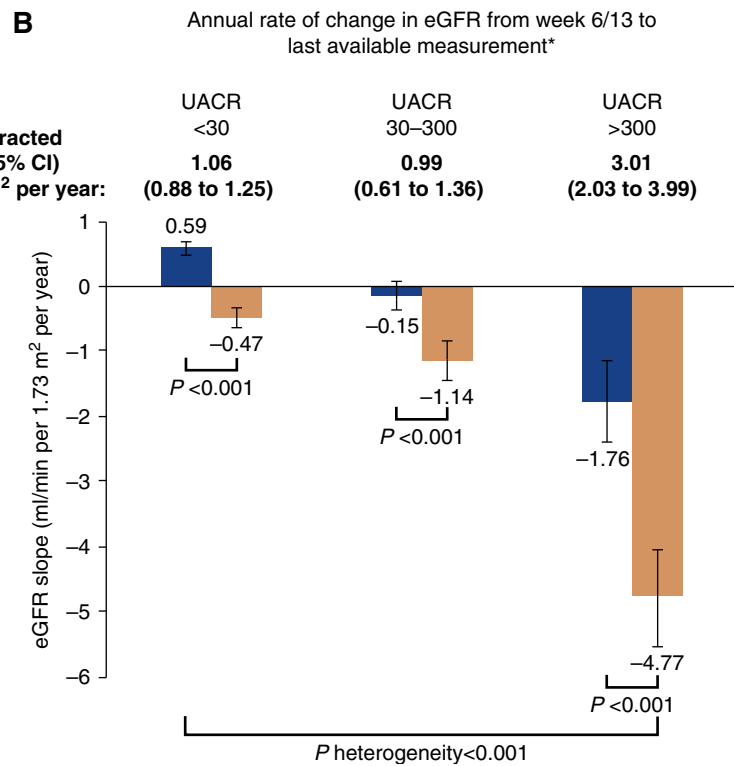 B
Annual rate of change in eGFR from week 6/13 to
last available measurement*
UACR
<30
UACR
30–300
UACR
>300
racted
5% CI)
² per year:
1.06
(0.88 to 1.25)
0.99
(0.61 to 1.36)
3.01
(2.03 to 3.99)
eGFR slope (ml/min per 1.73 m² per year)
1
0
–1
–2
–3
–4
–5
–6
0.59
–0.47
P <0.001
–0.15
–1.14
P <0.001
–1.76
–4.77
P <0.001
P heterogeneity<0.001